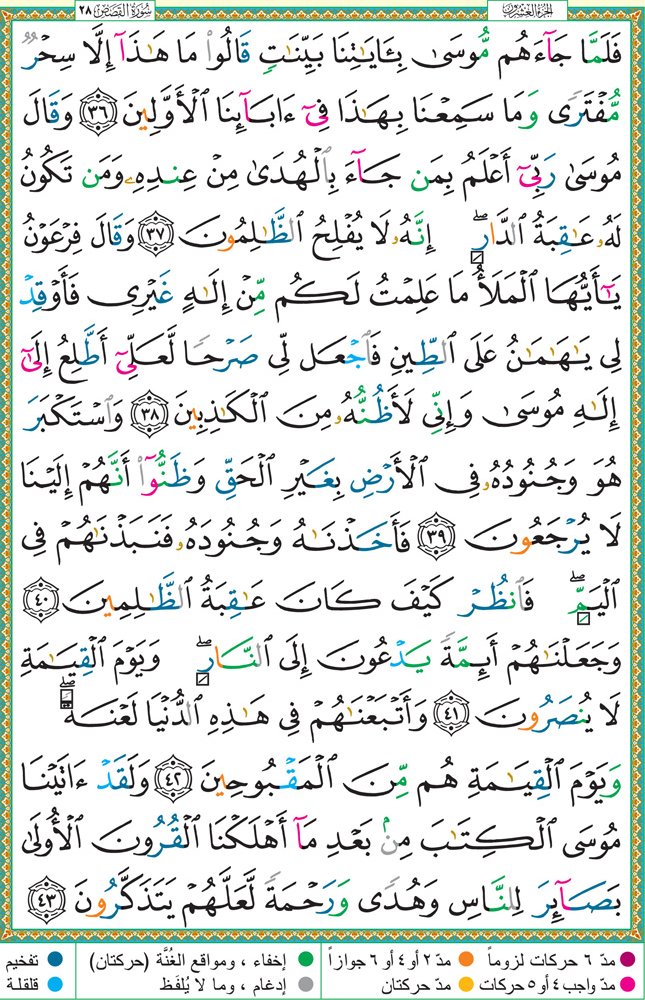 الجزء العشرون
سورة القصص ٢٨
فَلَمَّا جَآءَهُم مُّوسَىٰ بِـَٔايَـٰتِنَا بَيِّنَـٰتٍ قَالُوا۟ مَا هَـٰذَآ إِلَّا سِحْرٌ
مُّفْتَرًى وَمَا سَمِعْنَا بِهَـٰذَا فِىٓ ءَابَآئِنَا ٱلْأَوَّلِينَ ٣٦ وَقَالَ
مُوسَىٰ رَبِّىٓ أَعْلَمُ بِمَن جَآءَ بِٱلْهُدَىٰ مِنْ عِندِهِۦ وَمَن تَكُونُ
لَهُۥ عَـٰقِبَةُ ٱلدَّارِ ۖ إِنَّهُۥ لَا يُفْلِحُ ٱلظَّـٰلِمُونَ ٣٧ وَقَالَ فِرْعَوْنُ
يَـٰٓأَيُّهَا ٱلْمَلَأُ مَا عَلِمْتُ لَكُم مِّنْ إِلَـٰهٍ غَيْرِى فَأَوْقِدْ
لِى يَـٰهَـٰمَـٰنُ عَلَى ٱلطِّينِ فَٱجْعَل لِّى صَرْحًا لَّعَلِّىٓ أَطَّلِعُ إِلَىٰٓ
إِلَـٰهِ مُوسَىٰ وَإِنِّى لَأَظُنُّهُۥ مِنَ ٱلْكَـٰذِبِينَ ٣٨ وَٱسْتَكْبَرَ
هُوَ وَجُنُودُهُۥ فِى ٱلْأَرْضِ بِغَيْرِ ٱلْحَقِّ وَظَنُّوٓا۟ أَنَّهُمْ إِلَيْنَا
لَا يُرْجَعُونَ ٣٩ فَأَخَذْنَـٰهُ وَجُنُودَهُۥ فَنَبَذْنَـٰهُمْ فِى
ٱلْيَمِّ ۖ فَٱنظُرْ كَيْفَ كَانَ عَـٰقِبَةُ ٱلظَّـٰلِمِينَ ٤٠
وَجَعَلْنَـٰهُمْ أَئِمَّةً يَدْعُونَ إِلَى ٱلنَّارِ ۖ وَيَوْمَ ٱلْقِيَـٰمَةِ
لَا يُنصَرُونَ ٤١ وَأَتْبَعْنَـٰهُمْ فِى هَـٰذِهِ ٱلدُّنْيَا لَعْنَةً ۖ
وَيَوْمَ ٱلْقِيَـٰمَةِ هُم مِّنَ ٱلْمَقْبُوحِينَ ٤٢ وَلَقَدْ ءَاتَيْنَا
مُوسَى ٱلْكِتَـٰبَ مِنۢ بَعْدِ مَآ أَهْلَكْنَا ٱلْقُرُونَ ٱلْأُولَىٰ
بَصَآئِرَ لِلنَّاسِ وَهُدًى وَرَحْمَةً لَّعَلَّهُمْ يَتَذَكَّرُونَ ٤٣
مدّ ٦ حركات لزوماً مدّ ٢ أو ٤ أو ٦ جوازاً إخفاء ، ومواقع الغُنَّة (حركتان) تفخيم
مدّ واجب ٤ أو ٥ حركات مدّ حركتان إدغام ، وما لا يُلفَظ قلقلة